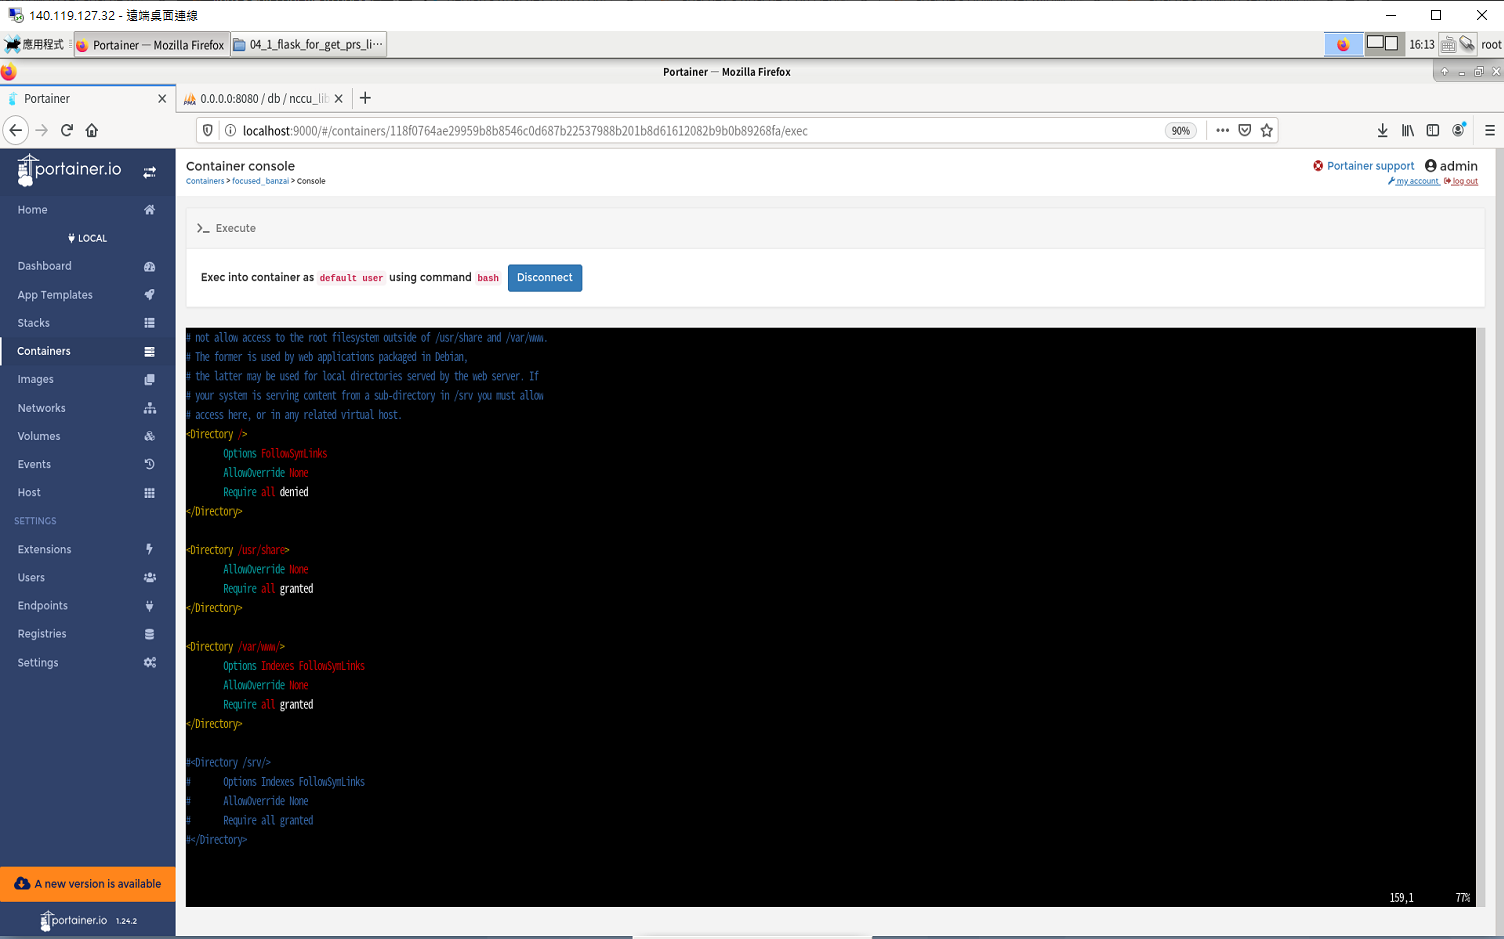 140.119.127.32 - 遠端桌面連線
應用程式
Portainer — Mozilla Firefox
04_1_flask_for_get_prs_li…
16:13
root
Portainer — Mozilla Firefox
Portainer
0.0.0.0:8080 / db / nccu_lib
localhost:9000/#/containers/118f0764ae29959b8b8546c0d687b22537988b201b8d61612082b9b0b89268fa/exec
90%
portainer.io
Container console
Containers > focused_banzai > Console
Portainer support
admin
my account
log out
Home
LOCAL
Dashboard
App Templates
Stacks
Containers
Images
Networks
Volumes
Events
Host
SETTINGS
Extensions
Users
Endpoints
Registries
Settings
A new version is available
portainer.io 1.24.2
>_ Execute
Exec into container as default user using command bash
Disconnect
# not allow access to the root filesystem outside of /usr/share and /var/www.
# The former is used by web applications packaged in Debian,
# the latter may be used for local directories served by the web server. If
# your system is serving content from a sub-directory in /srv you must allow
# access here, or in any related virtual host.
<Directory />
Options FollowSymLinks
AllowOverride None
Require all denied
</Directory>
<Directory /usr/share>
AllowOverride None
Require all granted
</Directory>
<Directory /var/www/>
Options Indexes FollowSymLinks
AllowOverride None
Require all granted
</Directory>
#<Directory /srv/>
# Options Indexes FollowSymLinks
# AllowOverride None
# Require all granted
#</Directory>
159,1
77%